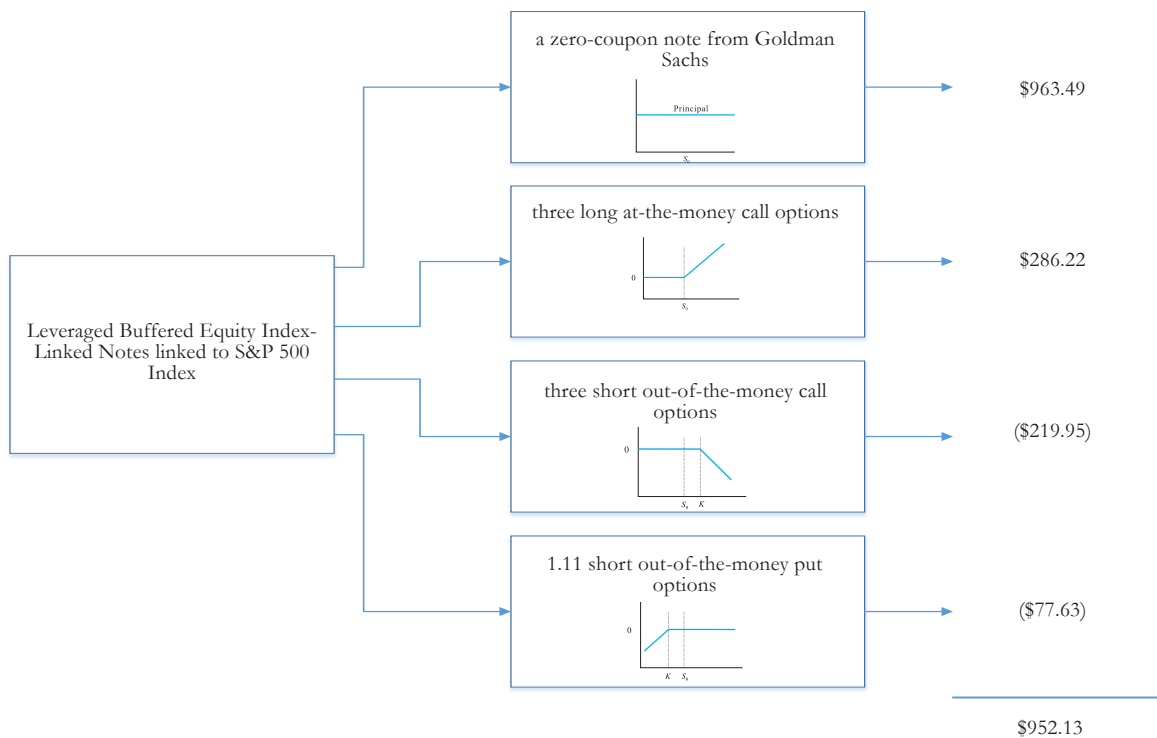 a zero-coupon note from Goldman
Sachs
Principal
S₀
$963.49
three long at-the-money call options
0
S₀
$286.22
Leveraged Buffered Equity Index-
Linked Notes linked to S&P 500
Index
three short out-of-the-money call
options
0
S₀ K
($219.95)
1.11 short out-of-the-money put
options
0
K S₀
($77.63)
$952.13